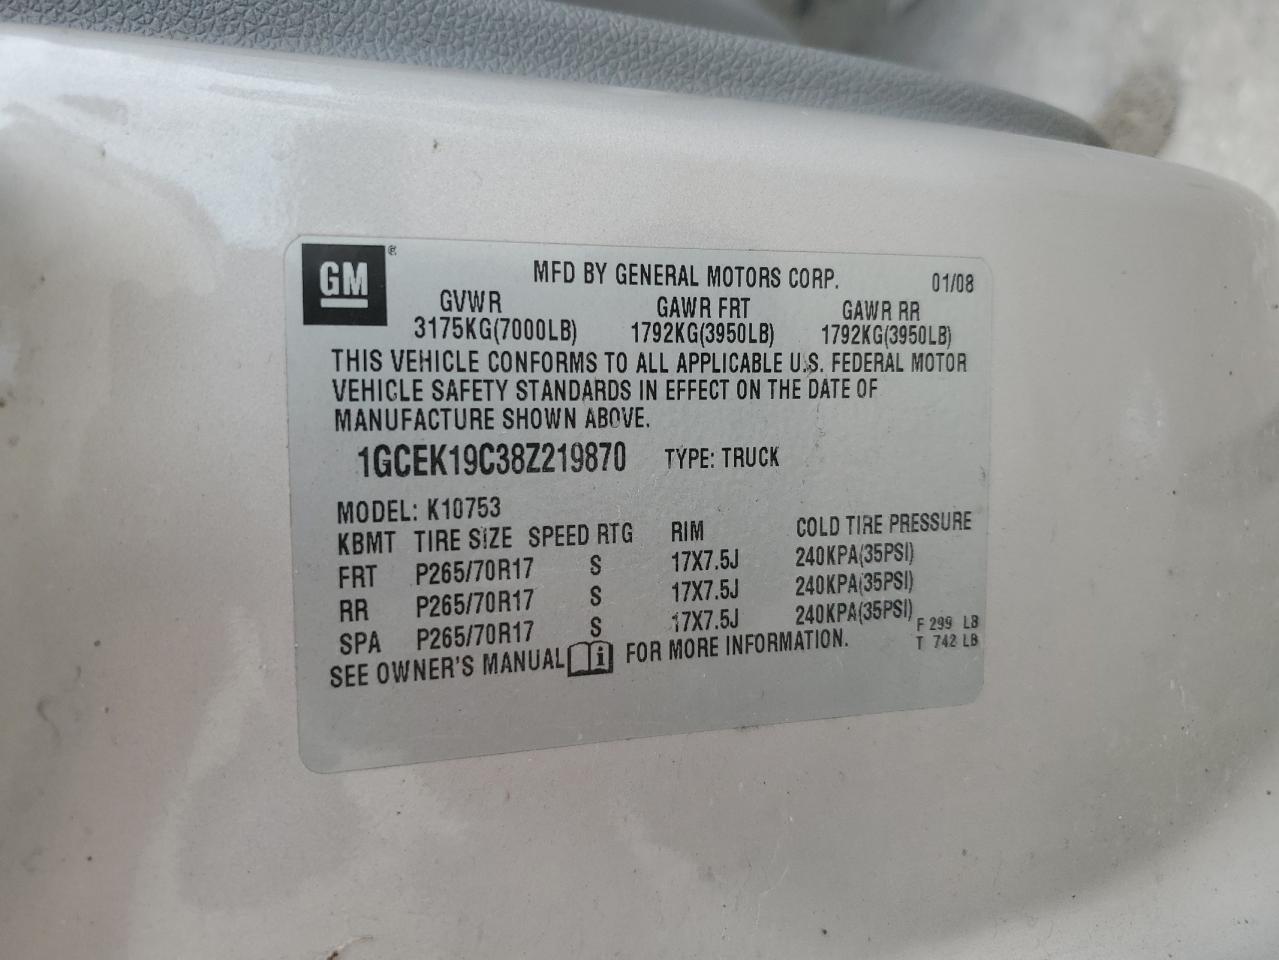 GM ®
MFD BY GENERAL MOTORS CORP. 01/08
GVWR GAWR FRT GAWR RR
3175KG(7000LB) 1792KG(3950LB) 1792KG(3950LB)
THIS VEHICLE CONFORMS TO ALL APPLICABLE U.S. FEDERAL MOTOR
VEHICLE SAFETY STANDARDS IN EFFECT ON THE DATE OF
MANUFACTURE SHOWN ABOVE.
1GCEK19C38Z219870 TYPE: TRUCK
MODEL: K10753
KBMT TIRE SIZE SPEED RTG RIM COLD TIRE PRESSURE
FRT P265/70R17 S 17X7.5J 240KPA(35PSI)
RR P265/70R17 S 17X7.5J 240KPA(35PSI)
SPA P265/70R17 S 17X7.5J 240KPA(35PSI) F 299 LB
SEE OWNER'S MANUAL i FOR MORE INFORMATION. T 742 LB